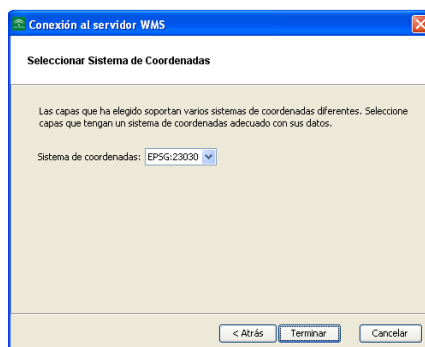 Conexión al servidor WMS
Seleccionar Sistema de Coordenadas
Las capas que ha elegido soportan varios sistemas de coordenadas diferentes. Seleccione
capas que tengan un sistema de coordenadas adecuado con sus datos.
Sistema de coordenadas: EPSG:23030
< Atrás Terminar Cancelar